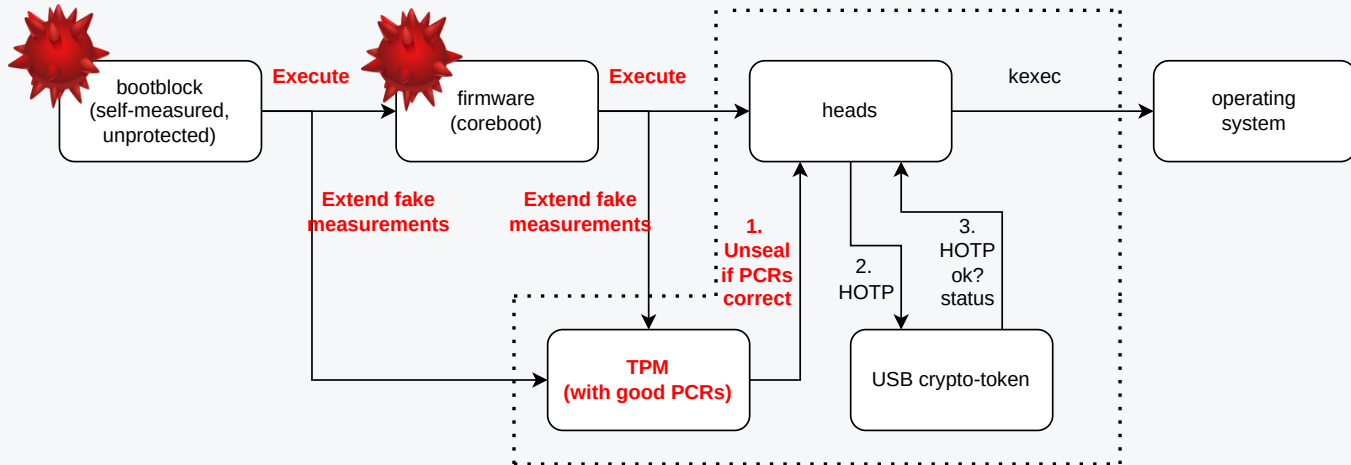 bootblock
(self-measured,
unprotected)
Execute
firmware
(coreboot)
Execute
heads
kexec
operating
system
Extend fake
measurements
Extend fake
measurements
1.
Unseal
if PCRs
correct
2.
HOTP
3.
HOTP
ok?
status
TPM
(with good PCRs)
USB crypto-token